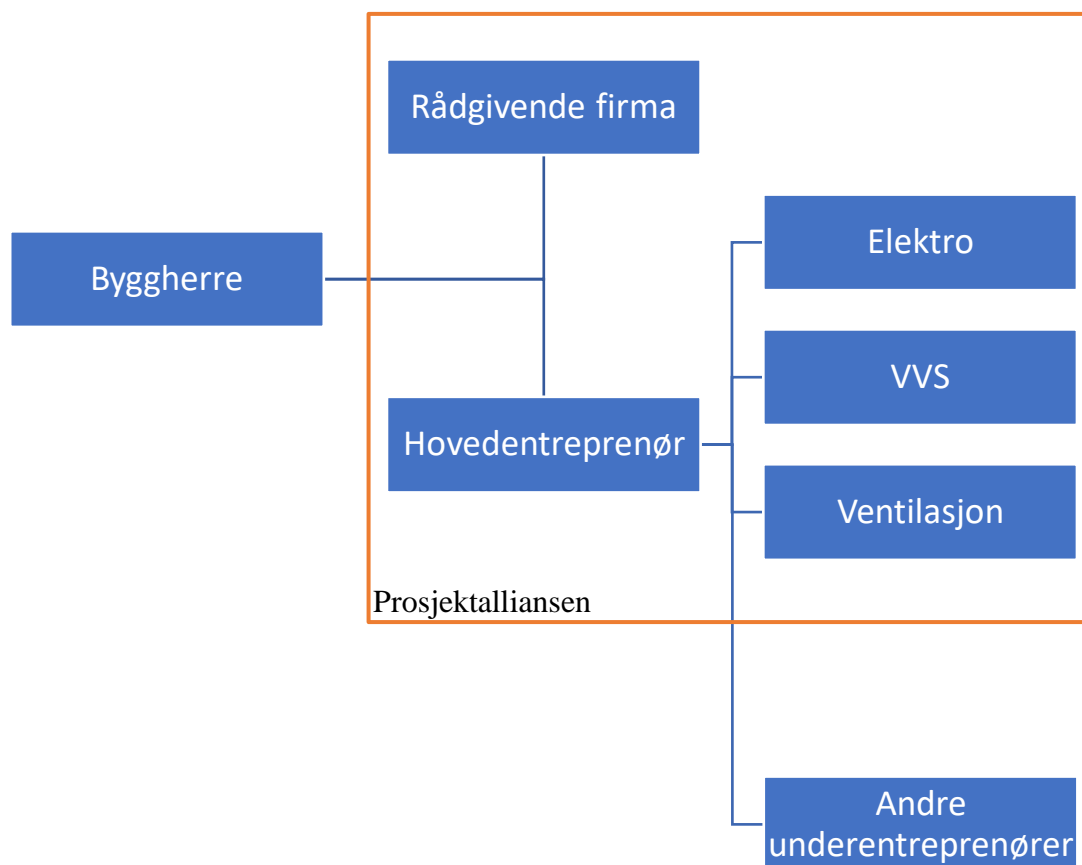 Rådgivende firma
Byggherre
Elektro
VVS
Hovedentreprenør
Ventilasjon
Prosjektalliansen
Andre
underentreprenører